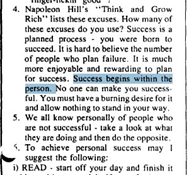 "finger-lickin' good"?
4. Napoleon Hill's "Think and Grow
Rich" lists these excuses. How many of
these excuses do you use? Success is a
planned process - you were born to
succeed. It is hard to believe the number
of people who plan failure. It is much
more enjoyable and rewarding to plan
for success. Success begins within the
person. No one can make you success-
ful. You must have a burning desire for it
and allow nothing to stand in your way.
5. We all know personally of people who
are not successful - take a look at what
they are doing and then do the opposite.
5. To achieve personal success may I
suggest the following:
i) READ - start off your day and finish it